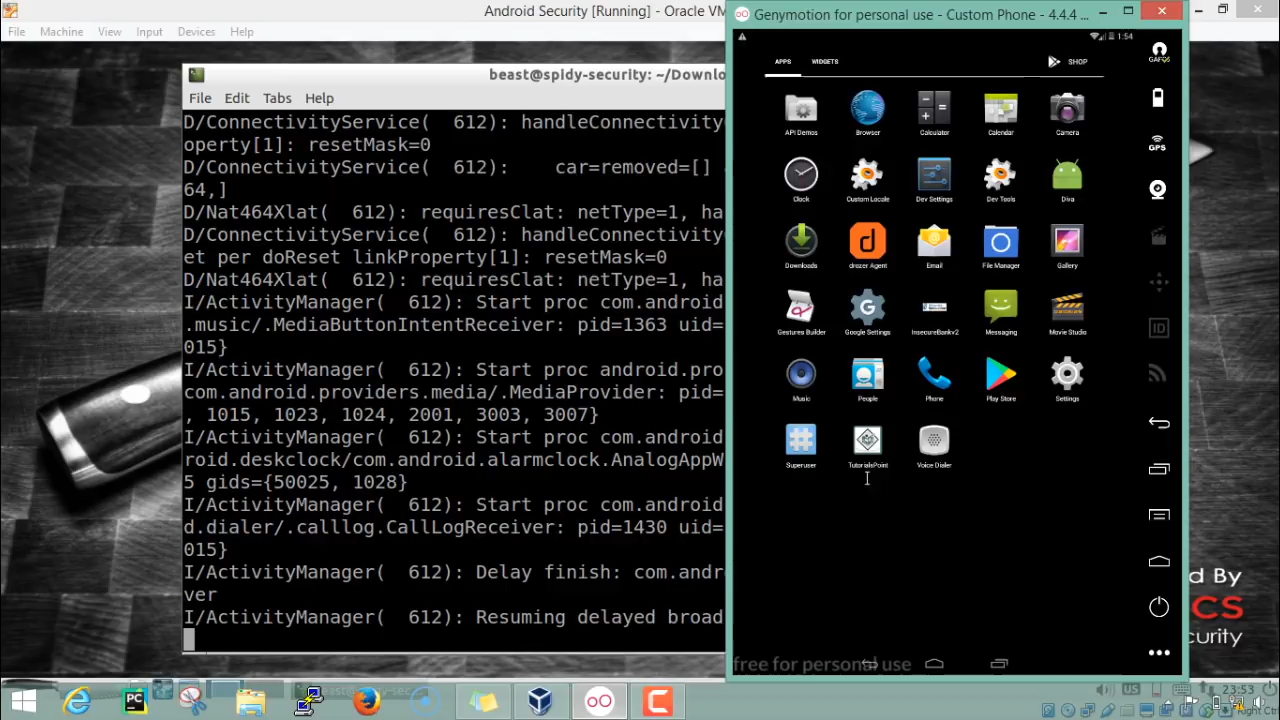 Android Security [Running] - Oracle VM
File Machine View Input Devices Help
beast@spidy-security: ~/Downlo
File Edit Tabs Help
D/ConnectivityService( 612): handleConnectivity
operty[1]: resetMask=0
D/ConnectivityService( 612): car=removed=[]
64,]
D/Nat464Xlat( 612): requiresClat: netType=1, ha
D/ConnectivityService( 612): handleConnectivity
et per doReset linkProperty[1]: resetMask=0
D/Nat464Xlat( 612): requiresClat: netType=1, ha
I/ActivityManager( 612): Start proc com.android
.music/.MediaButtonIntentReceiver: pid=1363 uid=
015}
I/ActivityManager( 612): Start proc android.pro
com.android.providers.media/.MediaProvider: pid=
, 1015, 1023, 1024, 2001, 3003, 3007}
I/ActivityManager( 612): Start proc com.android
roid.deskclock/com.android.alarmclock.AnalogAppW
5 gids={50025, 1028}
I/ActivityManager( 612): Start proc com.android
d.dialer/.calllog.CallLogReceiver: pid=1430 uid=
015}
I/ActivityManager( 612): Delay finish: com.andr
ver
I/ActivityManager( 612): Resuming delayed broad
Genymotion for personal use - Custom Phone - 4.4.4 ...
1:54
APPS WIDGETS SHOP
API Demos Browser Calculator Calendar Camera
Clock Custom Locale Dev Settings Dev Tools Diva
Downloads drozer Agent Email File Manager Gallery
Gestures Builder Google Settings InsecureBankv2 Messaging Movie Studio
Music People Phone Play Store Settings
Superuser TutorialsPoint Voice Dialer
free for personal use
GPS
ID
d By
CS
curity
beast@spidy-sec
US
23:53
Right Ctrl